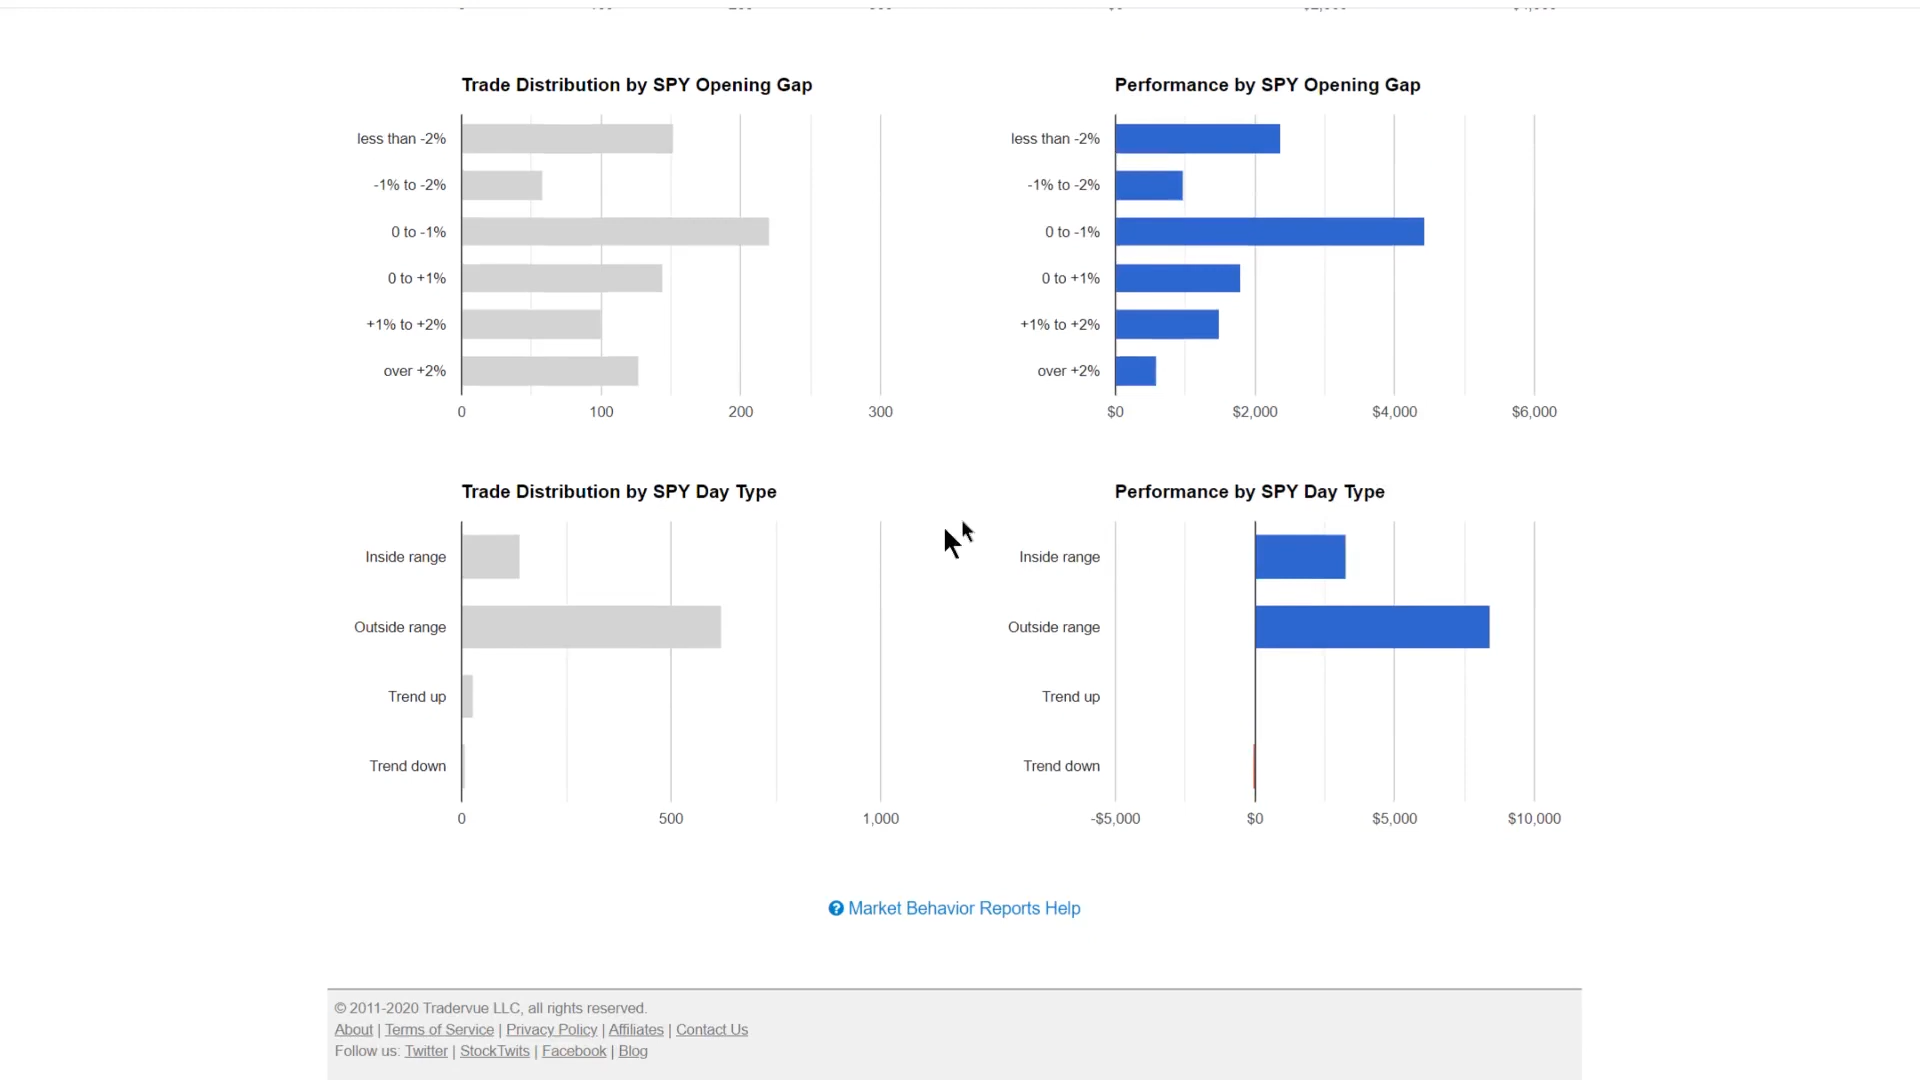 Trade Distribution by SPY Opening Gap
less than -2%
-1% to -2%
0 to -1%
0 to +1%
+1% to +2%
over +2%
0 100 200 300
Performance by SPY Opening Gap
less than -2%
-1% to -2%
0 to -1%
0 to +1%
+1% to +2%
over +2%
$0 $2,000 $4,000 $6,000
Trade Distribution by SPY Day Type
Inside range
Outside range
Trend up
Trend down
0 500 1,000
Performance by SPY Day Type
Inside range
Outside range
Trend up
Trend down
-$5,000 $0 $5,000 $10,000
Market Behavior Reports Help
© 2011-2020 Tradervue LLC, all rights reserved.
About | Terms of Service | Privacy Policy | Affiliates | Contact Us
Follow us: Twitter | StockTwits | Facebook | Blog